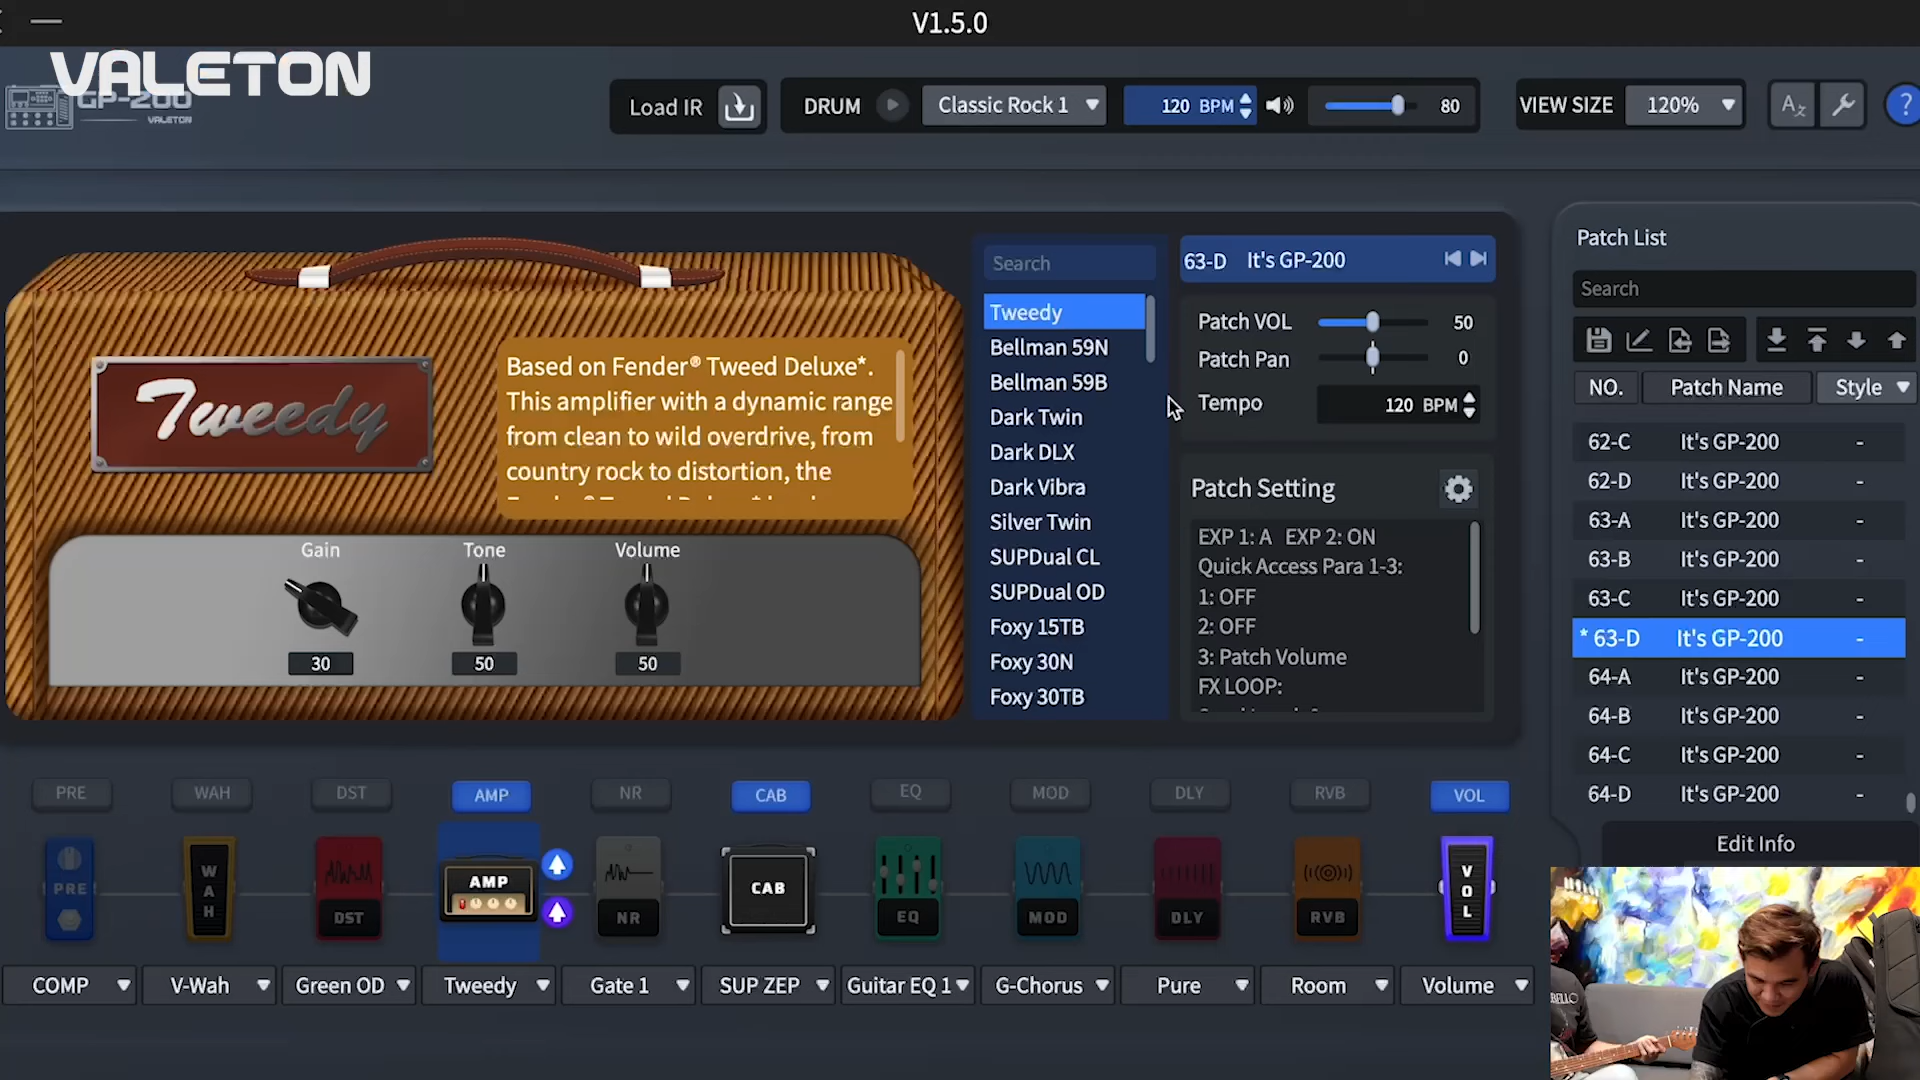 V1.5.0
VALETON
GP-200
VALETON
Load IR
DRUM
Classic Rock 1
120 BPM
80
VIEW SIZE
120%
?
Tweedy
Based on Fender® Tweed Deluxe*.
This amplifier with a dynamic range
from clean to wild overdrive, from
country rock to distortion, the
Gain
Tone
Volume
30
50
50
Search
Tweedy
Bellman 59N
Bellman 59B
Dark Twin
Dark DLX
Dark Vibra
Silver Twin
SUPDual CL
SUPDual OD
Foxy 15TB
Foxy 30N
Foxy 30TB
63-D It's GP-200
Patch VOL 50
Patch Pan 0
Tempo 120 BPM
Patch Setting
EXP 1: A EXP 2: ON
Quick Access Para 1-3:
1: OFF
2: OFF
3: Patch Volume
FX LOOP:
Patch List
Search
NO. Patch Name Style
62-C It's GP-200 -
62-D It's GP-200 -
63-A It's GP-200 -
63-B It's GP-200 -
63-C It's GP-200 -
* 63-D It's GP-200 -
64-A It's GP-200 -
64-B It's GP-200 -
64-C It's GP-200 -
64-D It's GP-200 -
Edit Info
PRE WAH DST AMP NR CAB EQ MOD DLY RVB VOL
PRE WAH DST AMP NR CAB EQ MOD DLY RVB VOL
COMP V-Wah Green OD Tweedy Gate 1 SUP ZEP Guitar EQ 1 G-Chorus Pure Room Volume